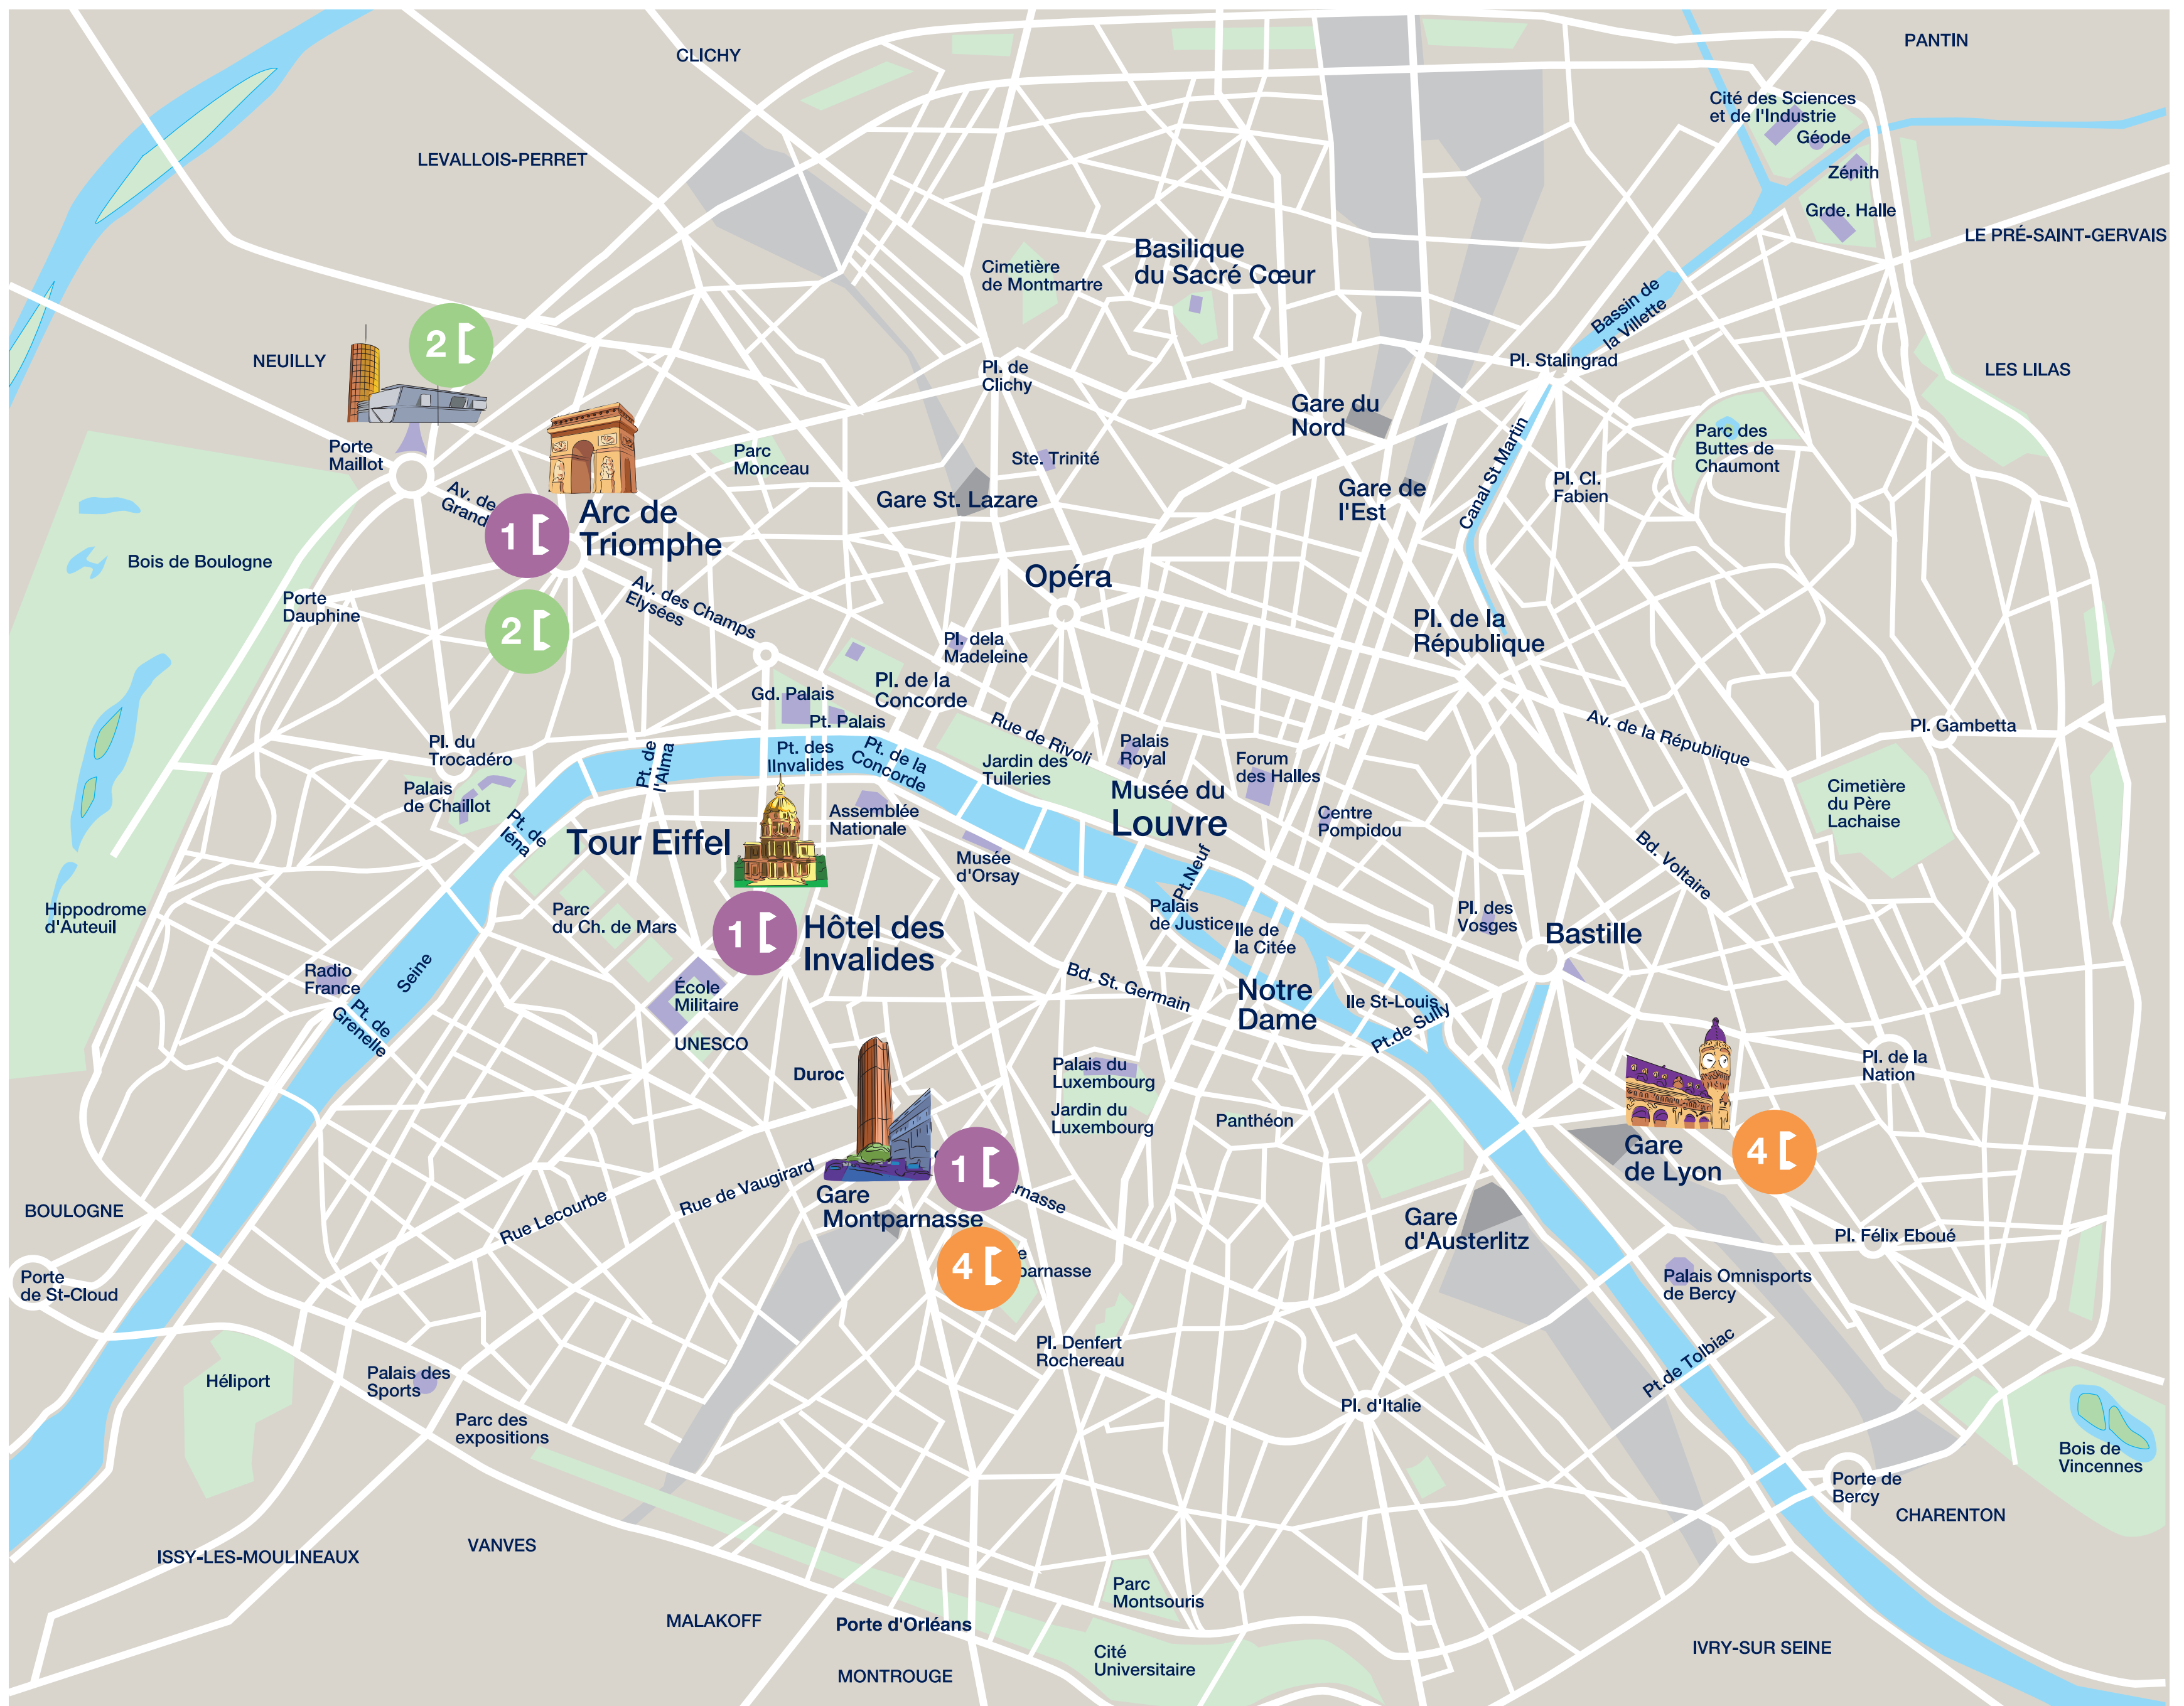 CLICHY
PANTIN
Cité des Sciences
et de l'Industrie
Géode
LEVALLOIS-PERRET
Zénith
Grde. Halle
LE PRÉ-SAINT-GERVAIS
Basilique
du Sacré Cœur
Cimetière
de Montmartre
Bassin de
la Villette
2
NEUILLY
Pl. Stalingrad
LES LILAS
Pl. de
Clichy
Gare du
Nord
Porte
Maillot
Parc
Monceau
Ste. Trinité
Canal St Martin
Parc des
Buttes de
Chaumont
Gare St. Lazare
Gare de
l'Est
Pl. Cl.
Fabien
Av. de
Grand
1
Arc de
Triomphe
Bois de Boulogne
Opéra
Porte
Dauphine
Av. des Champs
Elysées
2
Pl. de la
République
Pl. dela
Madeleine
Gd. Palais
Pl. de la
Concorde
Pt. Palais
Rue de Rivoli
Av. de la République
Pl. Gambetta
Pl. du
Trocadéro
Pt. de
l'Alma
Pt. des
IInvalides
Pt. de la
Concorde
Jardin des
Tuileries
Palais
Royal
Forum
des Halles
Palais
de Chaillot
Musée du
Louvre
Cimetière
du Père
Lachaise
Pt. de
Iéna
Tour Eiffel
Assemblée
Nationale
Centre
Pompidou
Musée
d'Orsay
Pt.Neuf
Bd. Voltaire
Hippodrome
d'Auteuil
Parc
du Ch. de Mars
1
Hôtel des
Invalides
Palais
de Justice
Ile de
la Citée
Pl. des
Vosges
Bastille
Radio
France
Seine
École
Militaire
Bd. St. Germain
Notre
Dame
Ile St-Louis
Pt.de Sully
Pt. de
Grenelle
UNESCO
Duroc
Palais du
Luxembourg
Pl. de la
Nation
Jardin du
Luxembourg
Panthéon
Gare
de Lyon
4
1
rnasse
Rue de Vaugirard
Rue Lecourbe
Gare
Montparnasse
BOULOGNE
Gare
d'Austerlitz
Pl. Félix Eboué
4
e
parnasse
Porte
de St-Cloud
Palais Omnisports
de Bercy
Pl. Denfert
Rochereau
Pt.de Tolbiac
Héliport
Palais des
Sports
Pl. d'Italie
Parc des
expositions
Bois de
Vincennes
Porte de
Bercy
CHARENTON
ISSY-LES-MOULINEAUX
VANVES
Parc
Montsouris
MALAKOFF
Porte d'Orléans
Cité
Universitaire
IVRY-SUR SEINE
MONTROUGE